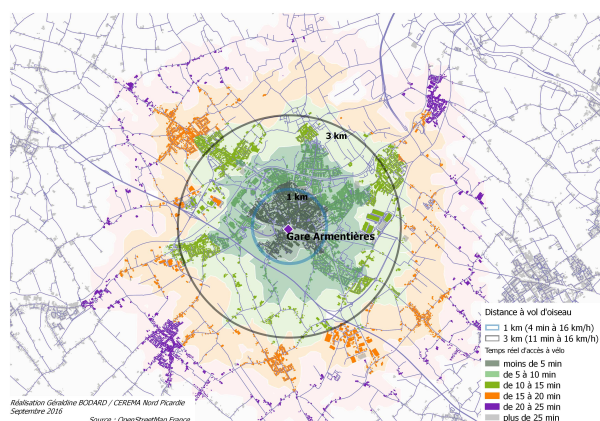 3 km
1 km
Gare Armentières
Distance à vol d'oiseau
1 km (4 min à 16 km/h)
3 km (11 min à 16 km/h)
Temps réel d'accès à vélo
moins de 5 min
de 5 à 10 min
de 10 à 15 min
de 15 à 20 min
de 20 à 25 min
plus de 25 min
Réalisation Géraldine BODARD / CEREMA Nord Picardie
Septembre 2016
Source : OpenStreetMap France